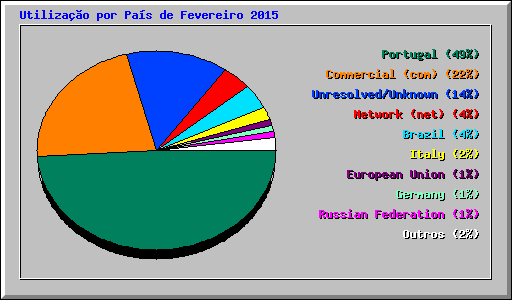 Utilização por País de Fevereiro 2015
Portugal (49%)
Commercial (com) (22%)
Unresolved/Unknown (14%)
Network (net) (4%)
Brazil (4%)
Italy (2%)
European Union (1%)
Germany (1%)
Russian Federation (1%)
Outros (2%)